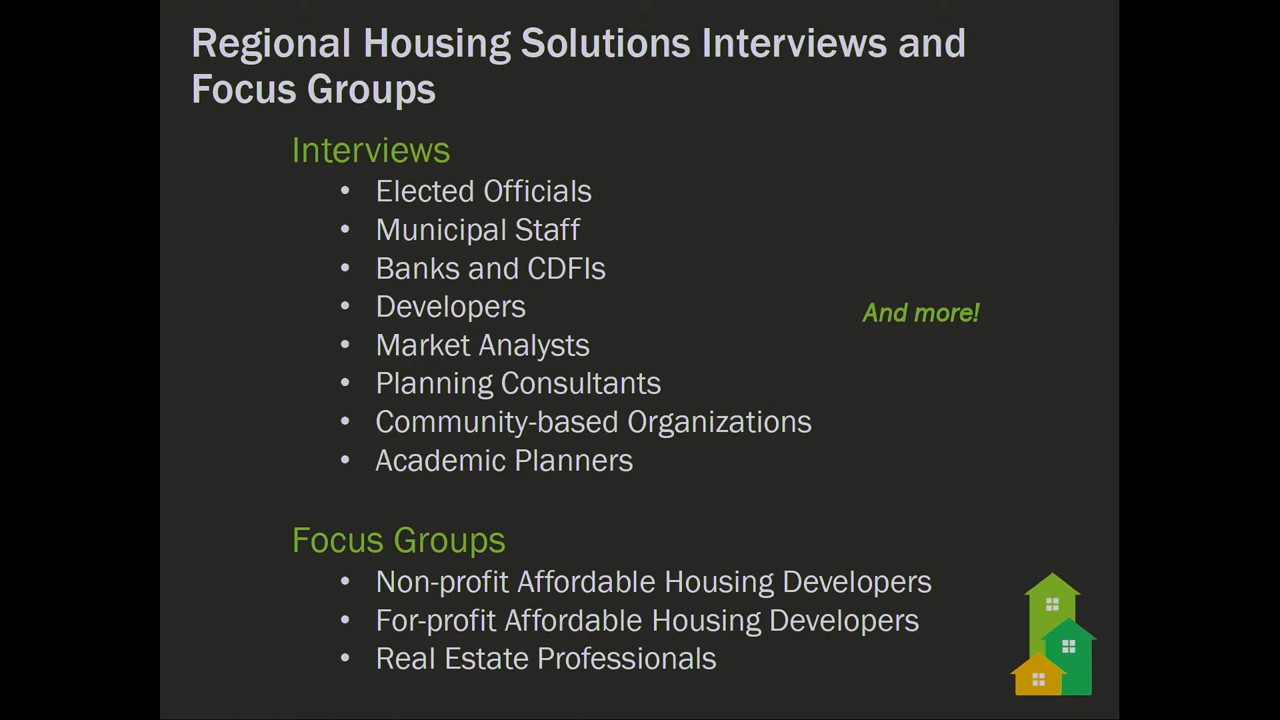 Regional Housing Solutions Interviews and
Focus Groups
Interviews
• Elected Officials
• Municipal Staff
• Banks and CDFIs
• Developers
And more!
• Market Analysts
• Planning Consultants
• Community-based Organizations
• Academic Planners
Focus Groups
• Non-profit Affordable Housing Developers
• For-profit Affordable Housing Developers
• Real Estate Professionals